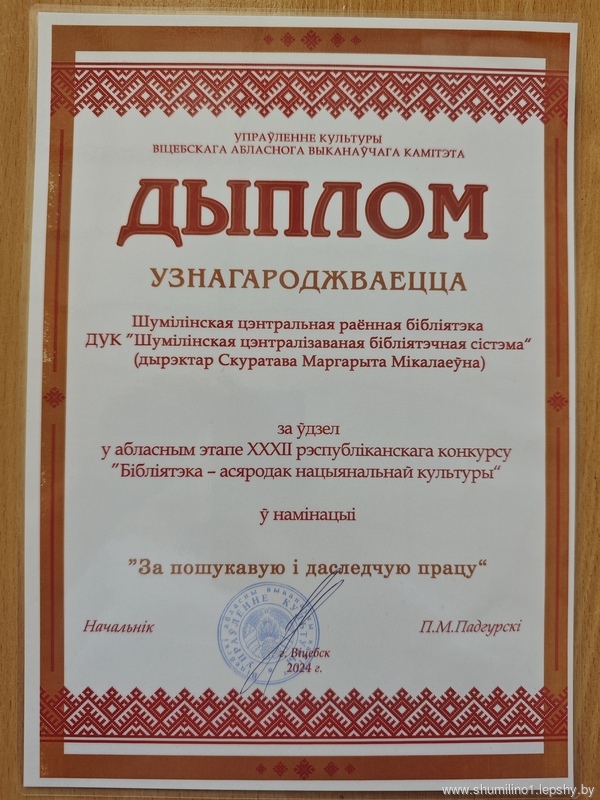 УПРАЎЛЕННЕ КУЛЬТУРЫ
ВІЦЕБСКАГА АБЛАСНОГА ВЫКАНАЎЧАГА КАМІТЭТА
ДЫПЛОМ
УЗНАГАРОДЖВАЕЦЦА
Шумілінская цэнтральная раённая бібліятэка
ДУК "Шумілінская цэнтралізаваная бібліятэчная сістэма"
(дырэктар Скуратава Маргарыта Мікалаеўна)
за ўдзел
у абласным этапе XXXII рэспубліканскага конкурсу
"Бібліятэка – асяродак нацыянальнай культуры"
ў намінацыі
"За пошукавую і даследчую працу"
Начальнік
П.М.Падгурскі
УПРАЎЛЕННЕ КУЛЬТУРЫ
г. Віцебск
2024 г.
www.shumilino1.lepshy.by